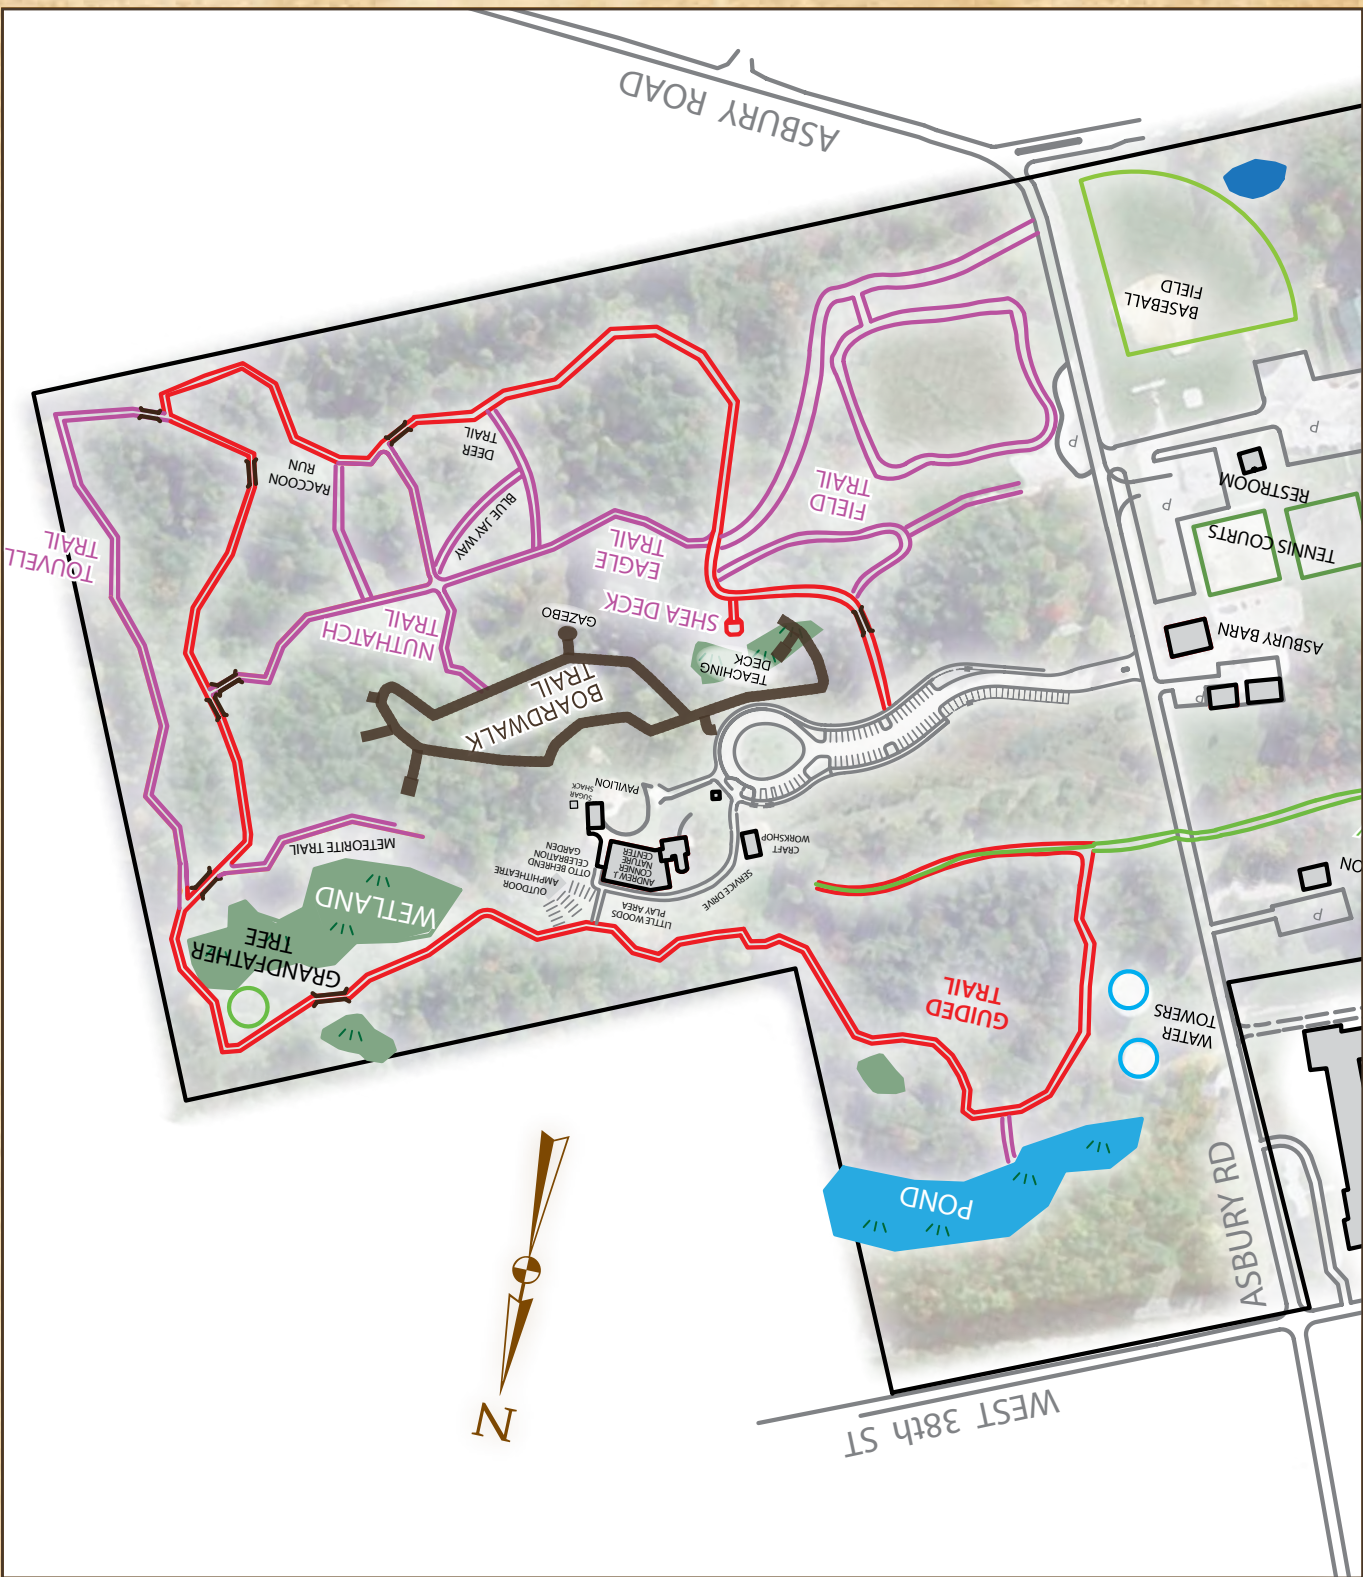 WEST 38th ST
N
ASBURY RD
POND
WATER
TOWERS
GUIDED
TRAIL
GRANDFATHER
TREE
WETLAND
LITTLE WOODS
PLAY AREA
SERVICE DRIVE
OUTDOOR
AMPHITHEATRE
OTTO BEHREND
CELEBRATION
GARDEN
ANDREW J.
CONNER
NATURE
CENTER
CRAFT
WORKSHOP
METEORITE TRAIL
SUGAR
SHACK
PAVILION
P
BOARDWALK
TRAIL
TEACHING
DECK
P
ASBURY BARN
GAZEBO
SHEA DECK
NUTHATCH
TRAIL
TOUVELL
TRAIL
EAGLE
TRAIL
TENNIS COURTS
BLUE JAY WAY
FIELD
TRAIL
P
RESTROOM
RACCOON
RUN
DEER
TRAIL
P
P
BASEBALL
FIELD
ASBURY ROAD